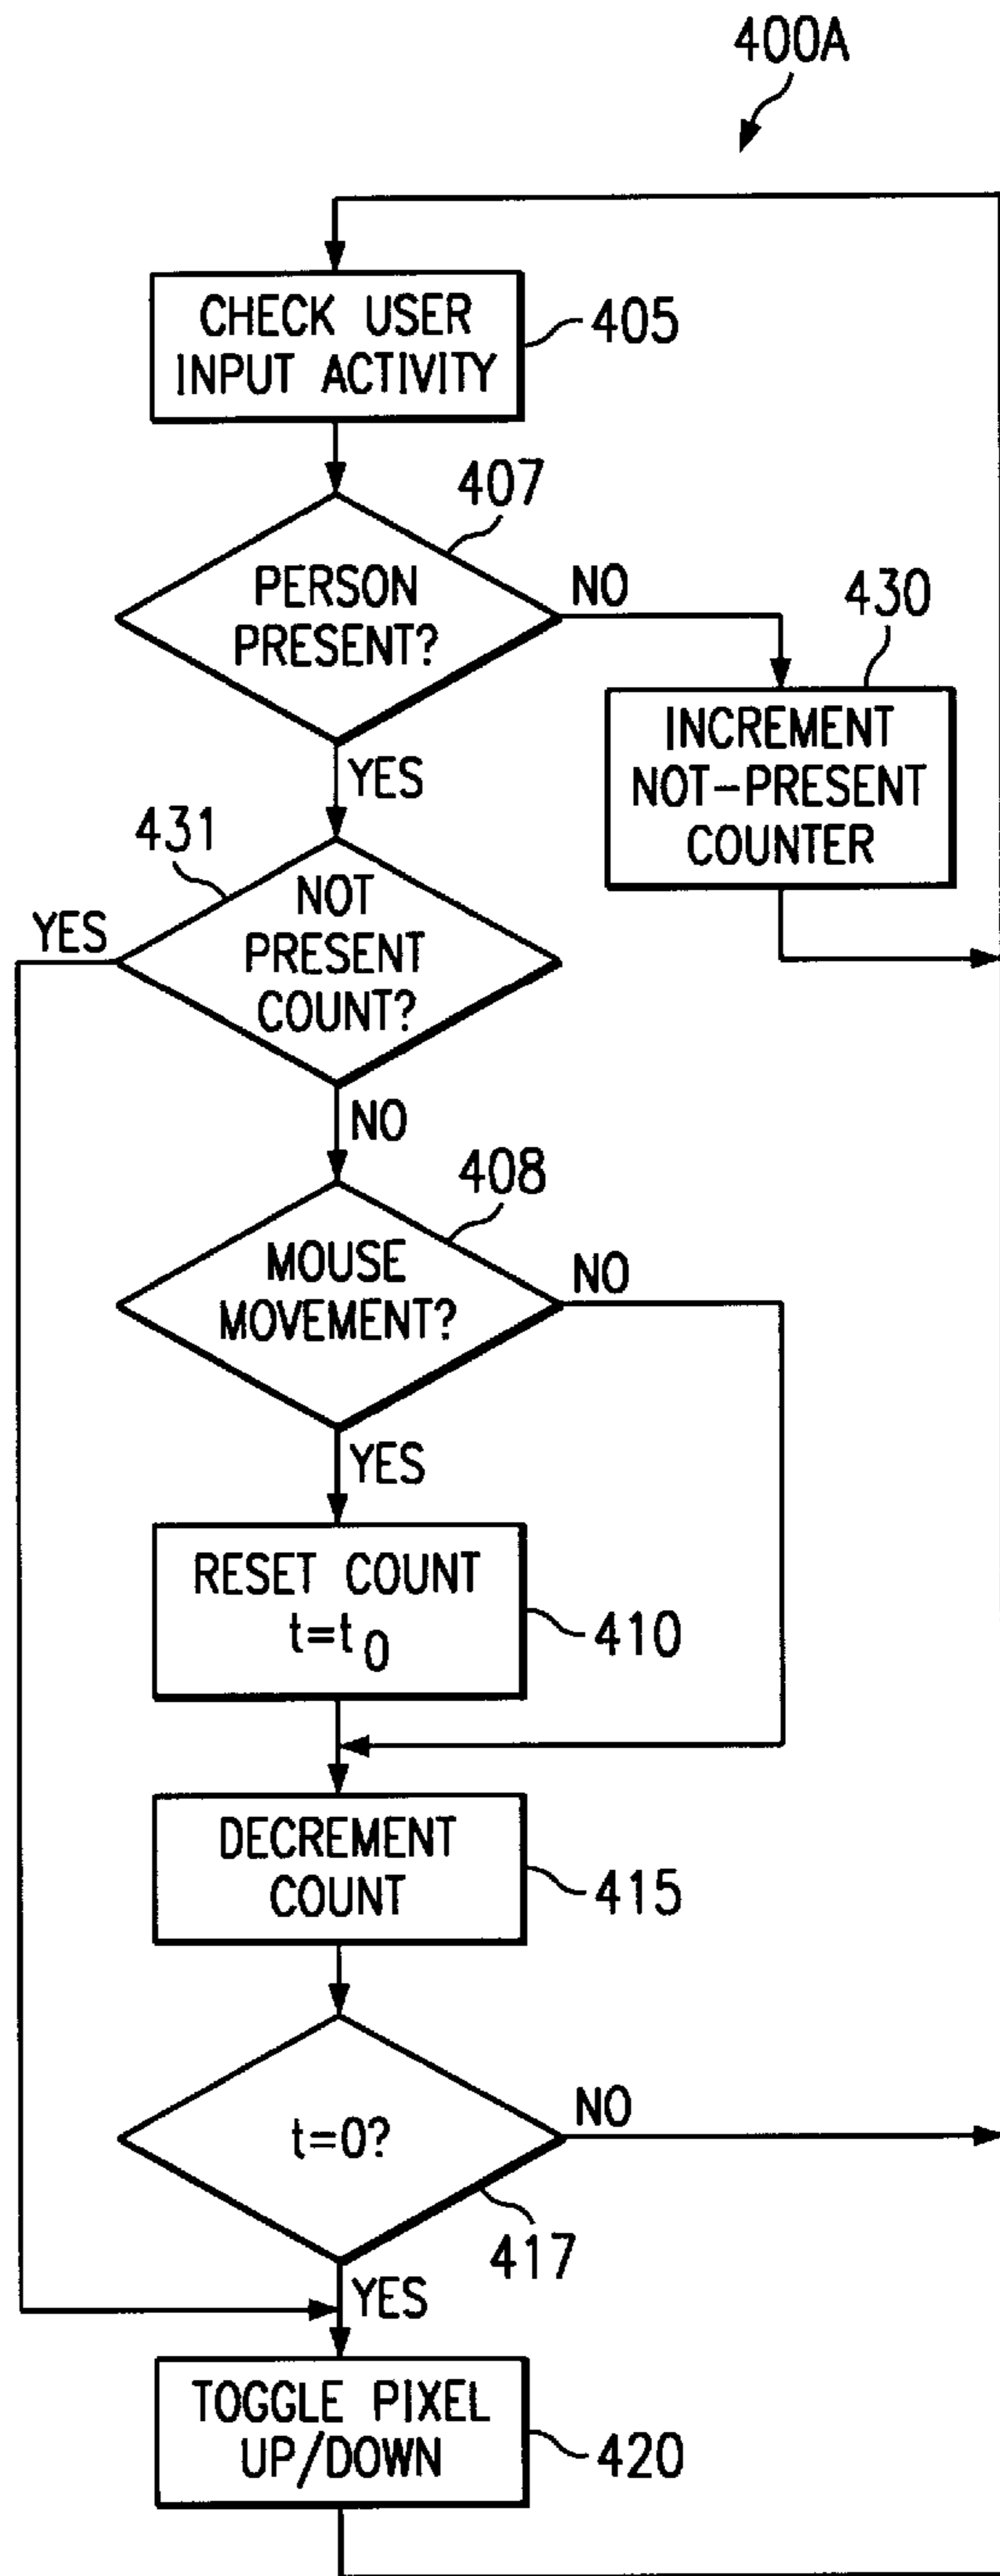 400A
CHECK USER
INPUT ACTIVITY
405
407
PERSON
PRESENT?
NO
430
INCREMENT
NOT-PRESENT
COUNTER
YES
431
YES
NOT
PRESENT
COUNT?
NO
408
MOUSE
MOVEMENT?
NO
YES
RESET COUNT
t=t0
410
DECREMENT
COUNT
415
t=0?
NO
417
YES
TOGGLE PIXEL
UP/DOWN
420